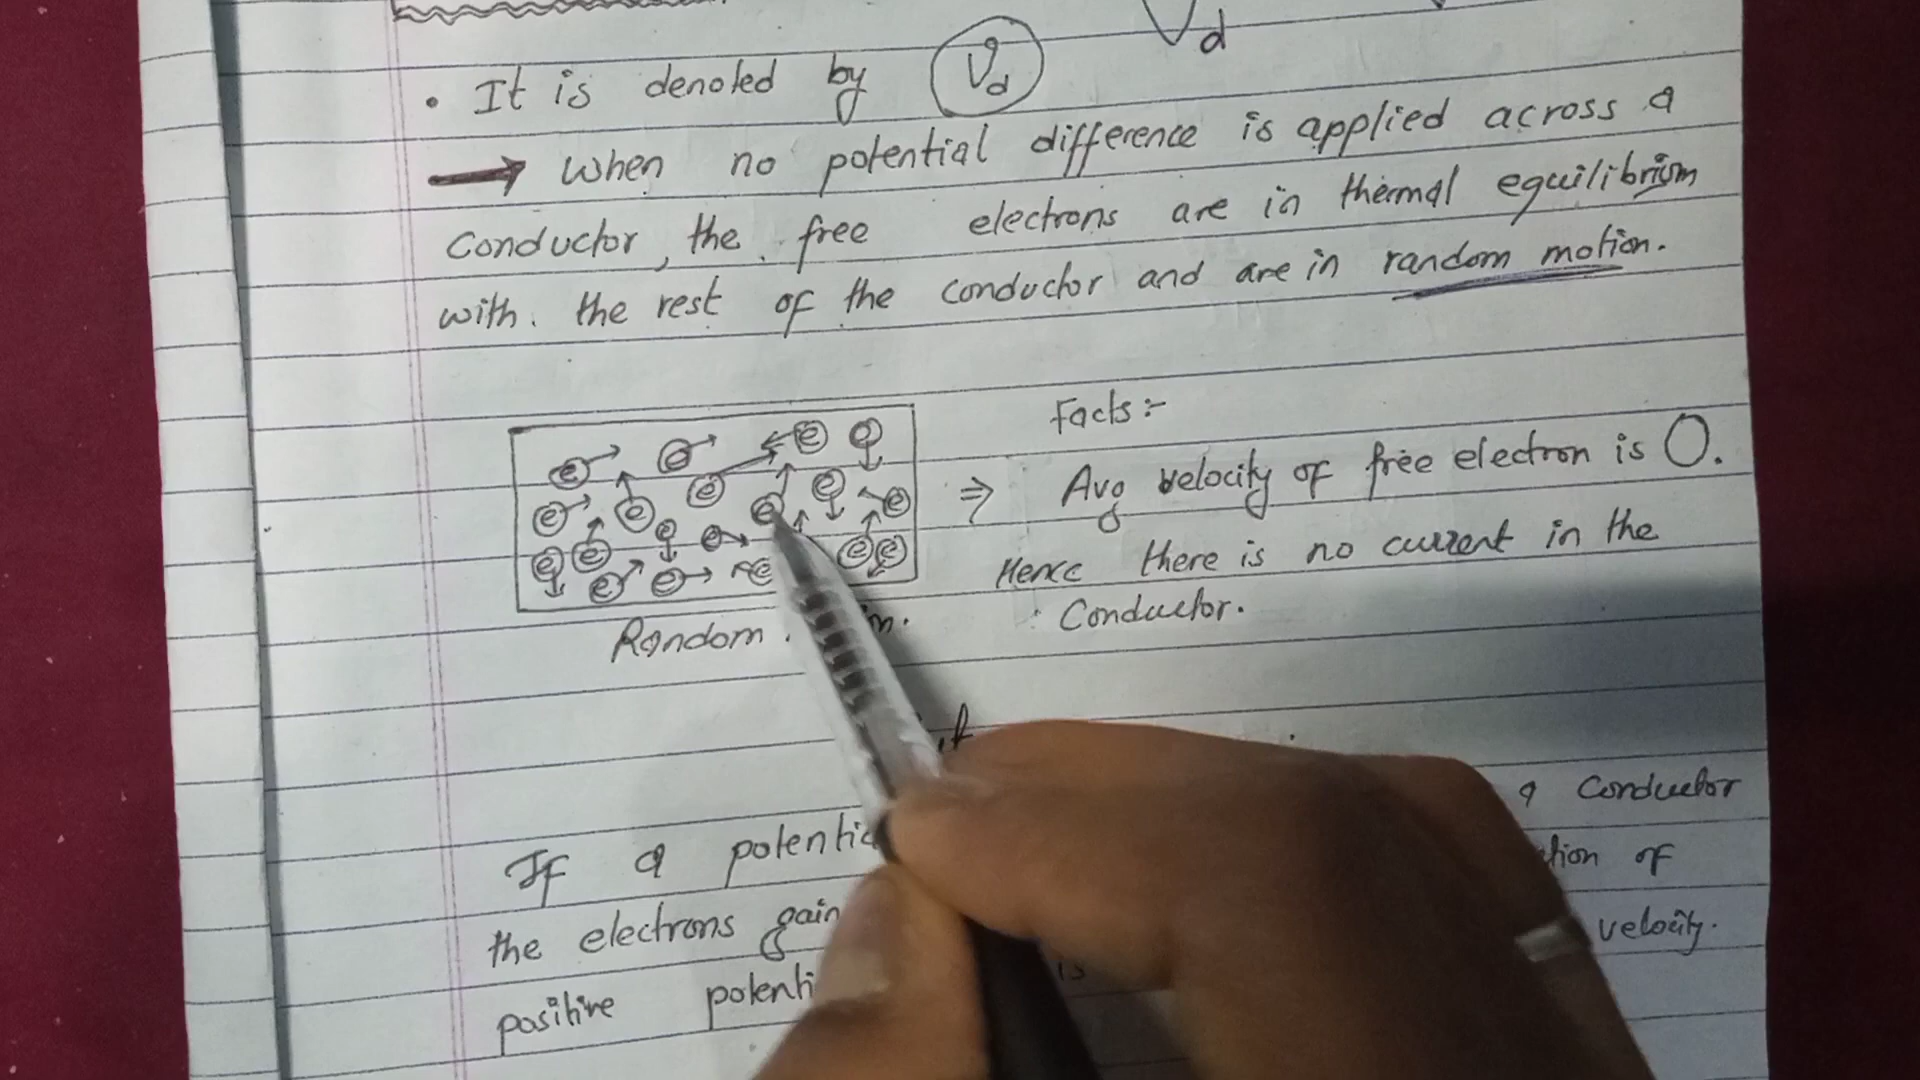 Vd
• It is denoted by Vd
→ When no potential difference is applied across a
Conductor, the free electrons are in thermal equilibrium
with the rest of the conductor and are in random motion.
Facts:-
e e e e e e e e e e e e e e e e e e e e
⇒ Avg velocity of free electron is 0.
Hence there is no current in the
Conductor.
Random
a Conductor
If a of
the electrons gain velocity.
positive is